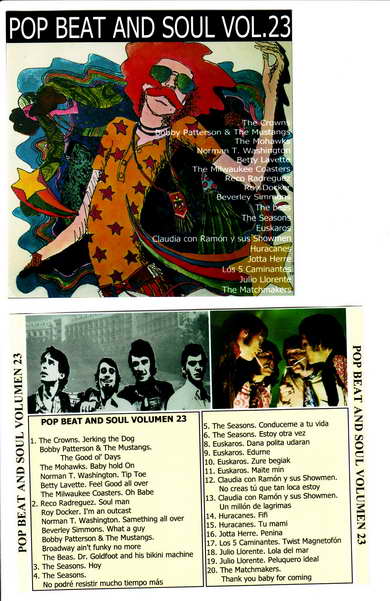 POP BEAT AND SOUL VOL.23
The Crowns
Bobby Patterson & The Mustangs
The Mohawks
Norman T. Washington
Betty Lavette
The Milwaukee Coasters
Reco Radreguez
Roy Docker
Beverley Simmons
The Beas
The Seasons
Euskaros
Claudia con Ramón y sus Showmen
Huracanes
Jotta Herre
Los 5 Caminantes
Julio Llorente
The Matchmakers
POP BEAT AND SOUL VOLUMEN 23
POP BEAT AND SOUL VOLUMEN 23
1. The Crowns. Jerking the Dog
Bobby Patterson & The Mustangs.
The Good ol' Days
The Mohawks. Baby hold On
Norman T. Washington. Tip Toe
Betty Lavette. Feel Good all over
The Milwaukee Coasters. Oh Babe
2. Reco Radreguez. Soul man
Roy Docker. I'm an outcast
Norman T. Washington. Samething all over
Beverley Simmons. What a guy
Bobby Patterson & The Mustangs.
Broadway ain't funky no more
The Beas. Dr. Goldfoot and his bikini machine
3. The Seasons. Hoy
4. The Seasons.
No podré resistir mucho tiempo más
5. The Seasons. Conduceme a tu vida
6. The Seasons. Estoy otra vez
8. Euskaros. Dana polita udaran
9. Euskaros. Edurne
10. Euskaros. Zure begiak
11. Euskaros. Maite min
12. Claudia con Ramón y sus Susmen.
No creas tú que tan loca estoy
13. Claudia con Ramón y sus Showmen.
Un millón de lagrimas
14. Huracanes. Fifi
15. Huracanes. Tu mami
16. Jotta Herre. Penina
17. Los 5 Caminantes. Twist Magnetofón
18. Julio Llorente. Lola del mar
19. Julio Llorente. Peluquero ideal
20. The Matchmakers.
Thank you baby for coming
POP BEAT AND SOUL VOLUMEN 23